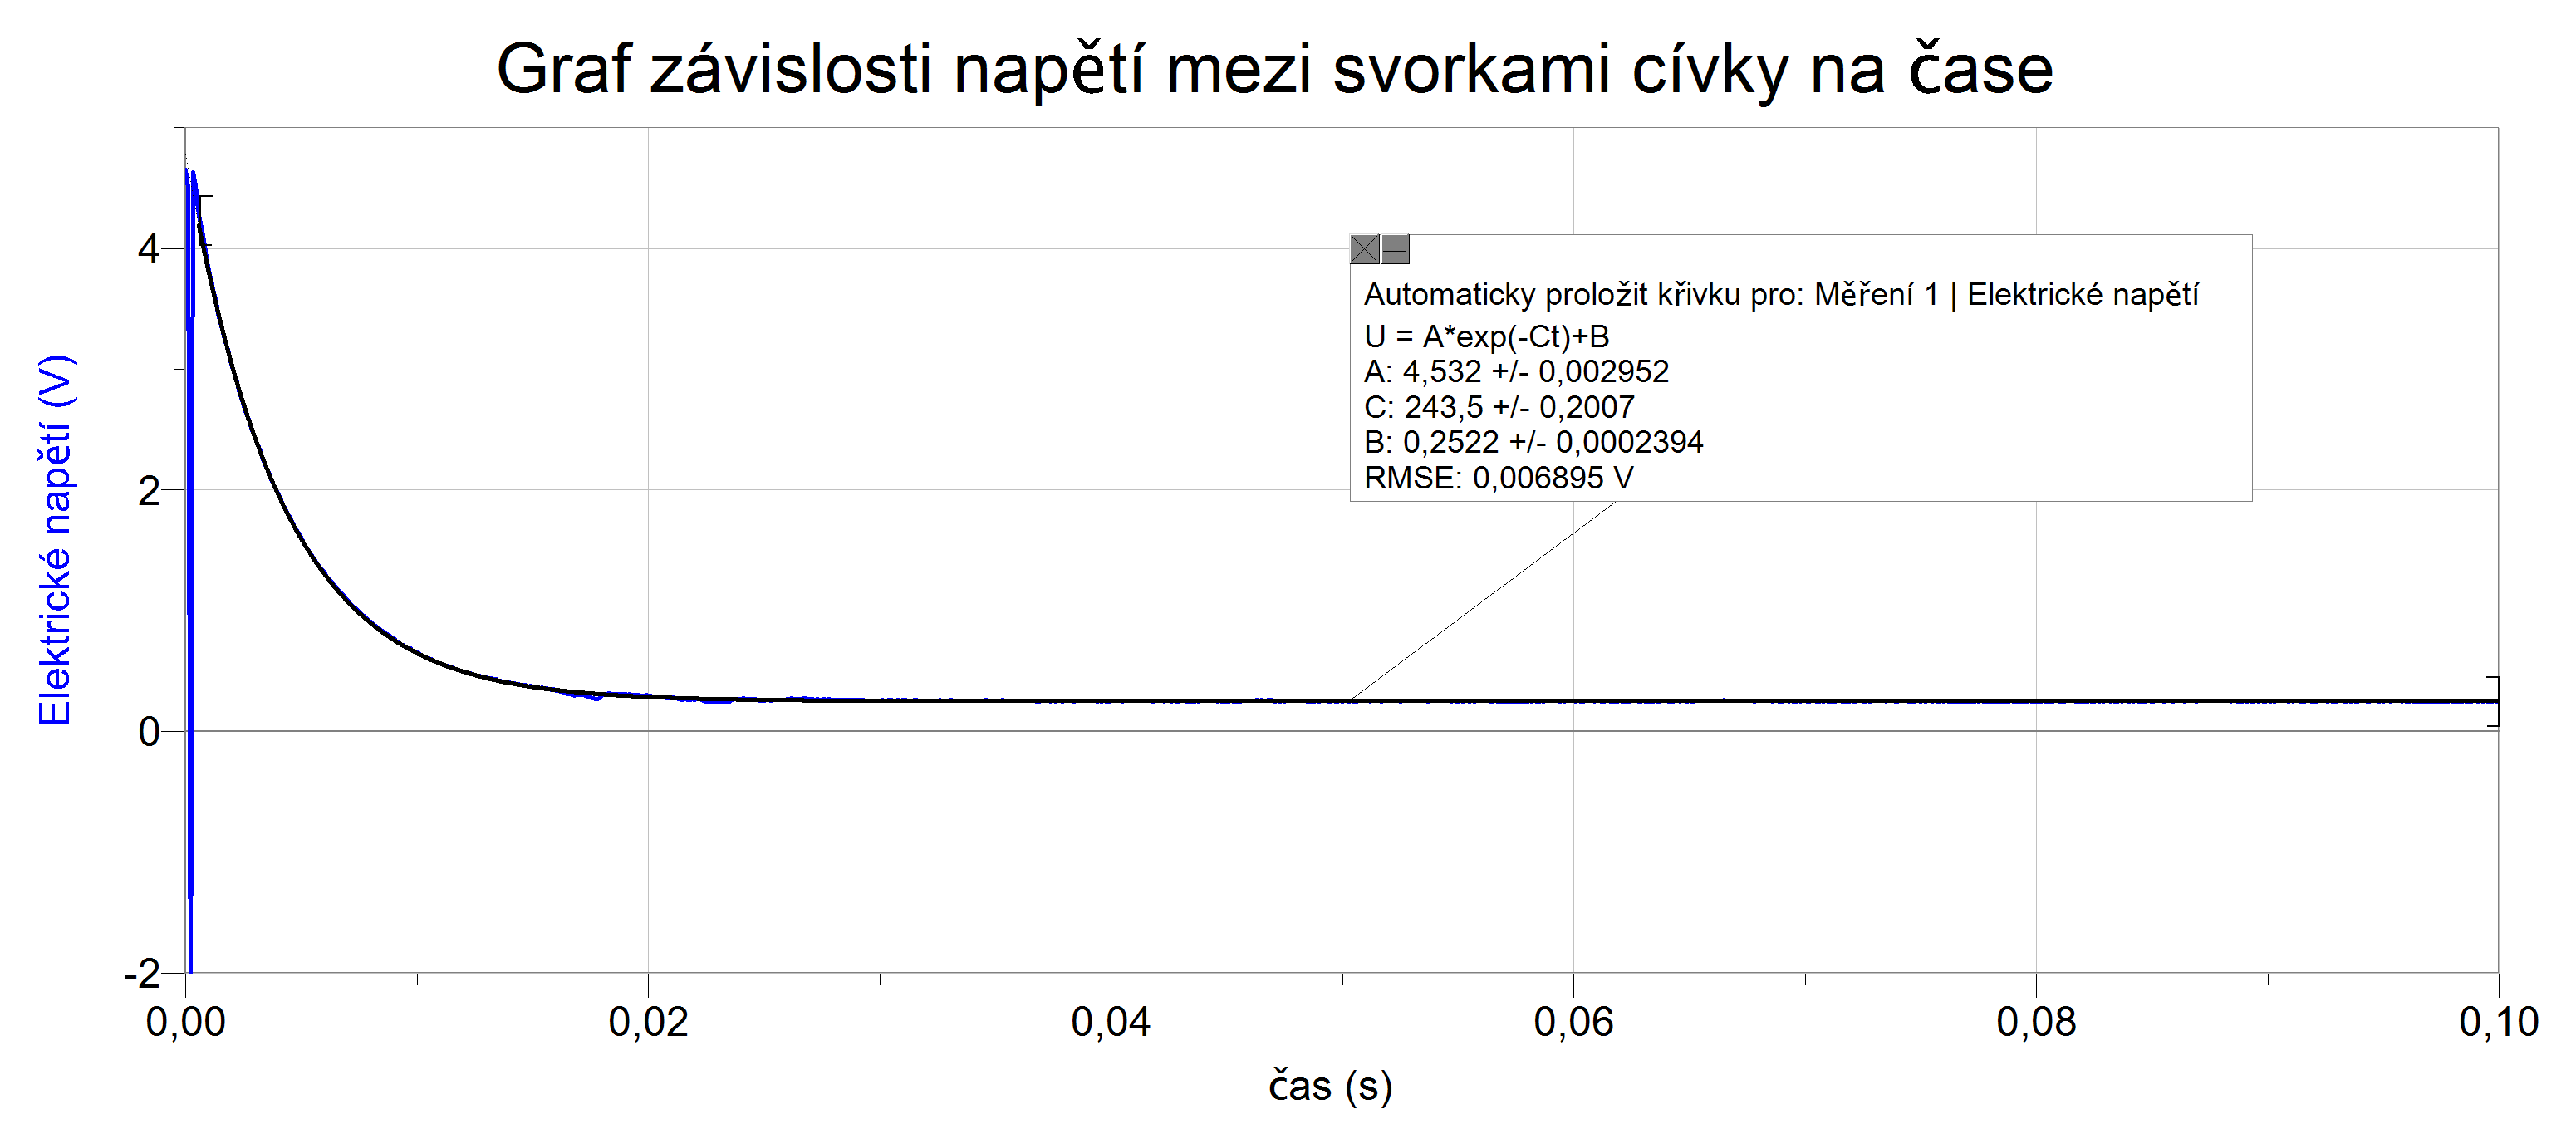 Graf závislosti napětí mezi svorkami cívky na čase
Elektrické napětí (V)
4
2
0
-2
Automaticky proložit křivku pro: Měření 1 | Elektrické napětí
U = A*exp(-Ct)+B
A: 4,532 +/- 0,002952
C: 243,5 +/- 0,2007
B: 0,2522 +/- 0,0002394
RMSE: 0,006895 V
0,00 0,02 0,04 0,06 0,08 0,10
čas (s)